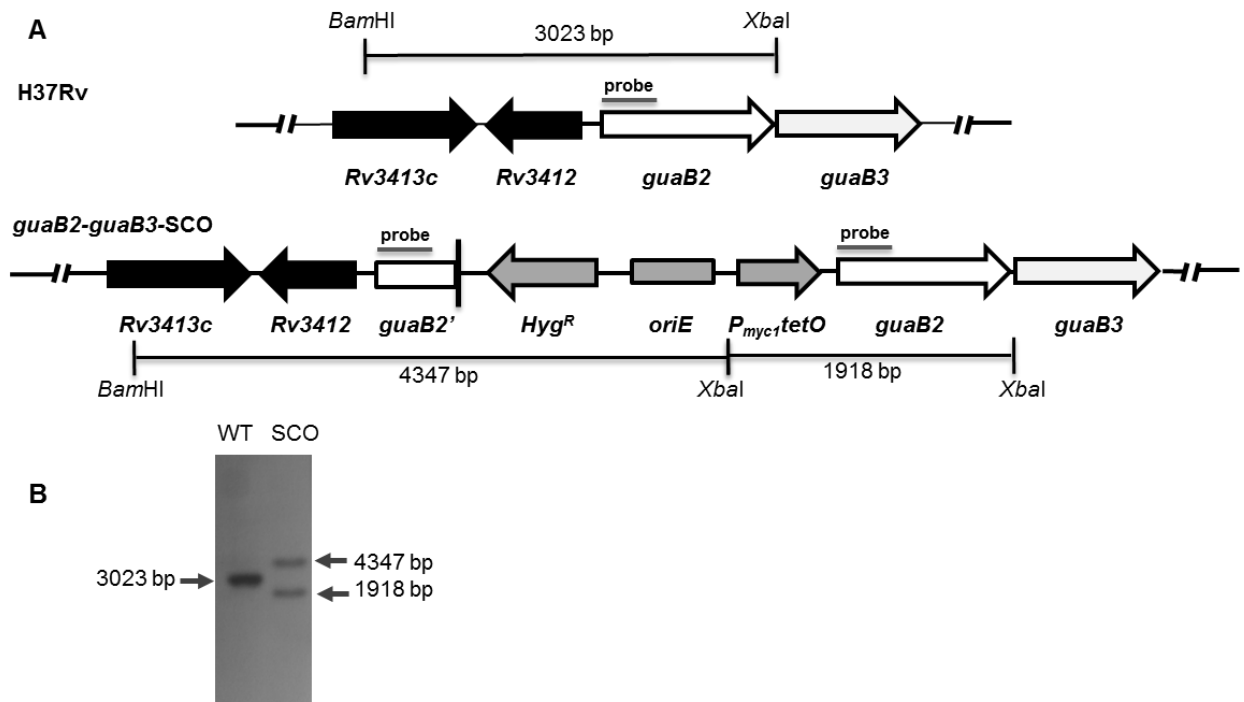 A
BamHI
XbaI
3023 bp
H37Rv
probe
Rv3413c Rv3412 guaB2 guaB3
guaB2-guaB3-SCO
probe probe
Rv3413c Rv3412 guaB2’ HygR oriE Pmyc1tetO guaB2 guaB3
4347 bp 1918 bp
BamHI XbaI XbaI
WT SCO
B
3023 bp
4347 bp
1918 bp